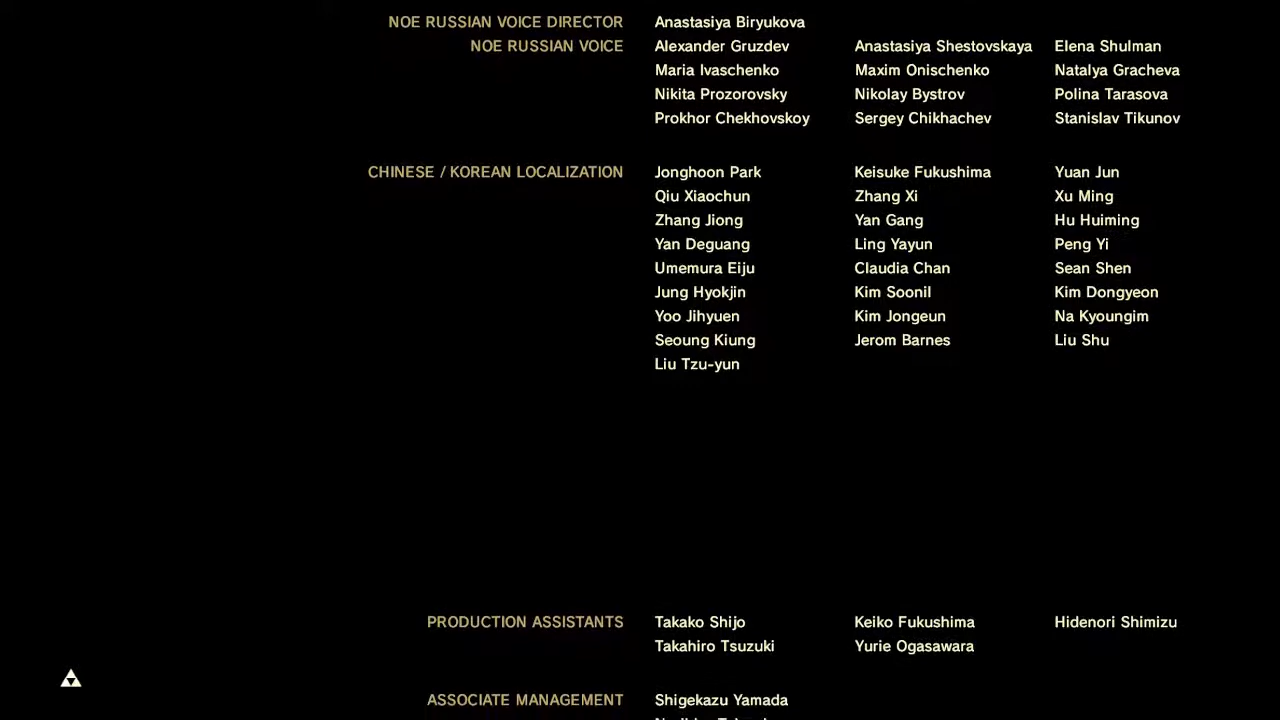 NOE RUSSIAN VOICE DIRECTOR Anastasiya Biryukova
NOE RUSSIAN VOICE Alexander Gruzdev Anastasiya Shestovskaya Elena Shulman
Maria Ivaschenko Maxim Onischenko Natalya Gracheva
Nikita Prozorovsky Nikolay Bystrov Polina Tarasova
Prokhor Chekhovskoy Sergey Chikhachev Stanislav Tikunov
CHINESE / KOREAN LOCALIZATION Jonghoon Park Keisuke Fukushima Yuan Jun
Qiu Xiaochun Zhang Xi Xu Ming
Zhang Jiong Yan Gang Hu Huiming
Yan Deguang Ling Yayun Peng Yi
Umemura Eiju Claudia Chan Sean Shen
Jung Hyokjin Kim Soonil Kim Dongyeon
Yoo Jihyuen Kim Jongeun Na Kyoungim
Seoung Kiung Jerom Barnes Liu Shu
Liu Tzu-yun
PRODUCTION ASSISTANTS Takako Shijo Keiko Fukushima Hidenori Shimizu
Takahiro Tsuzuki Yurie Ogasawara
ASSOCIATE MANAGEMENT Shigekazu Yamada